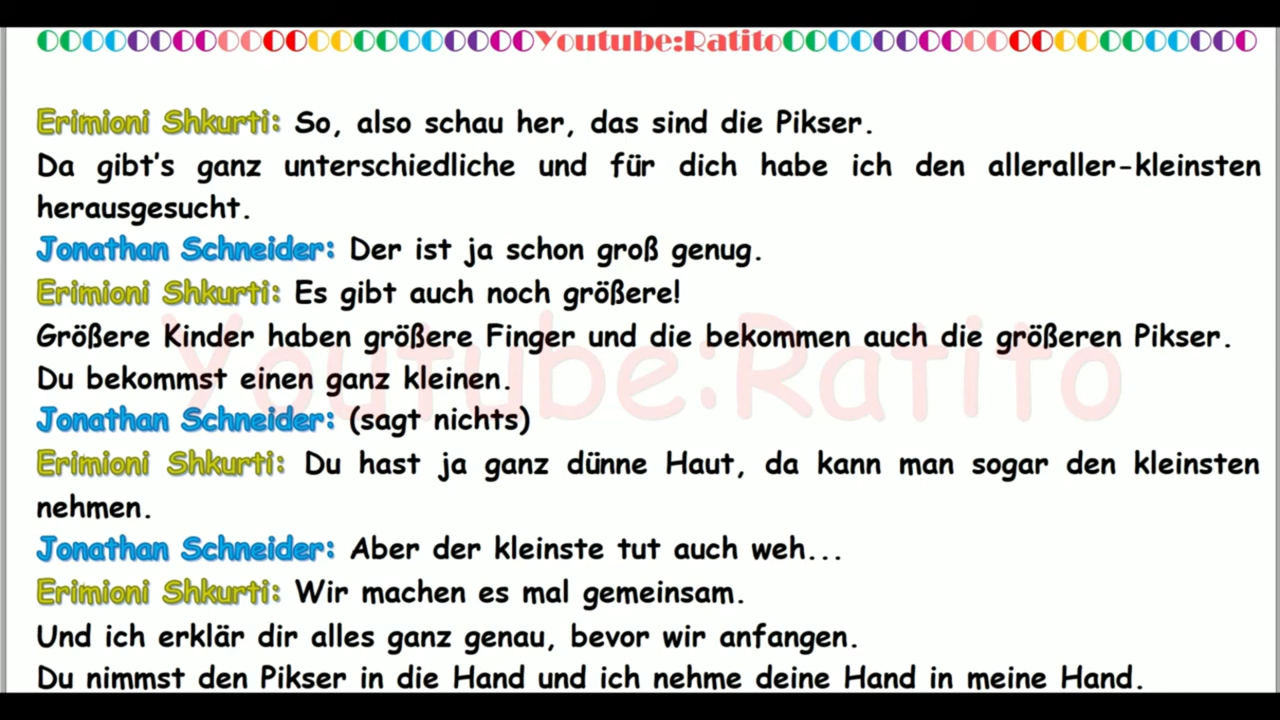 Youtube:Ratito
Erimioni Shkurti: So, also schau her, das sind die Pikser.
Da gibt's ganz unterschiedliche und für dich habe ich den alleraller-kleinsten
herausgesucht.
Jonathan Schneider: Der ist ja schon groß genug.
Erimioni Shkurti: Es gibt auch noch größere!
Größere Kinder haben größere Finger und die bekommen auch die größeren Pikser.
Youtube:Ratito
Du bekommst einen ganz kleinen.
Jonathan Schneider: (sagt nichts)
Erimioni Shkurti: Du hast ja ganz dünne Haut, da kann man sogar den kleinsten
nehmen.
Jonathan Schneider: Aber der kleinste tut auch weh...
Erimioni Shkurti: Wir machen es mal gemeinsam.
Und ich erklär dir alles ganz genau, bevor wir anfangen.
Du nimmst den Pikser in die Hand und ich nehme deine Hand in meine Hand.